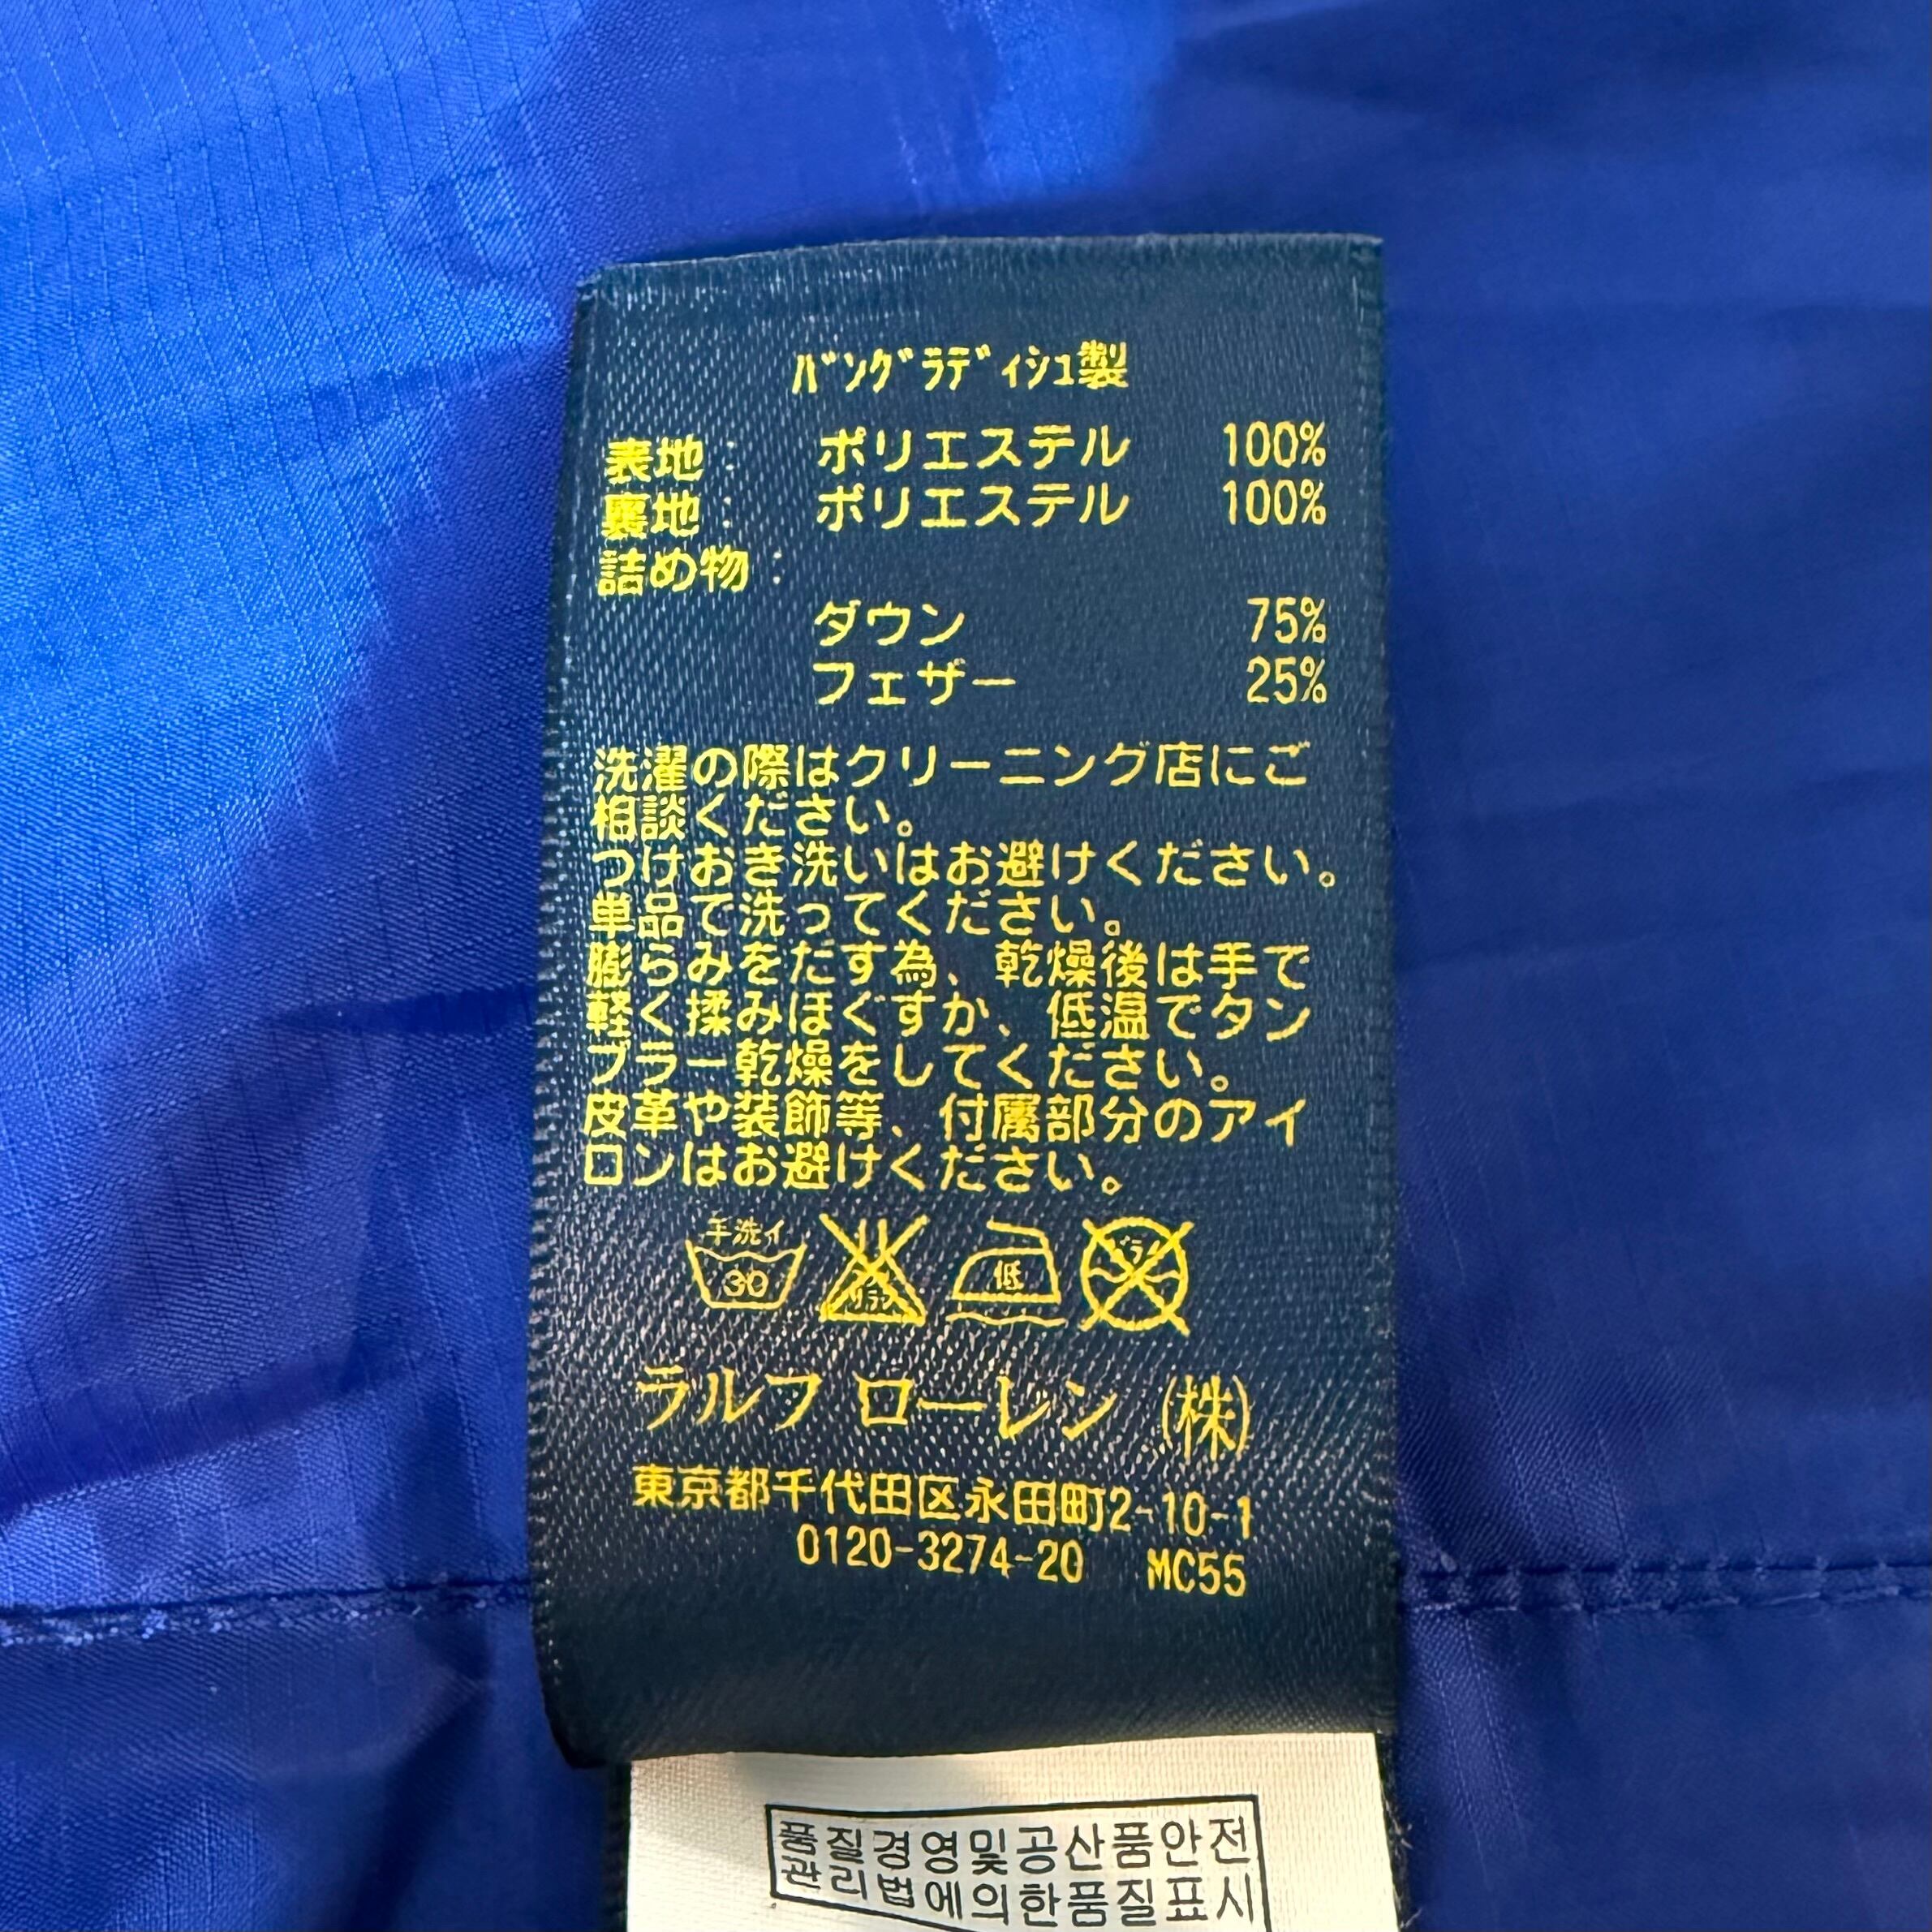 ﾊﾞﾝｸﾞﾗﾃﾞｨｼｭ製
表地: ポリエステル 100%
裏地: ポリエステル 100%
詰め物:
ダウン 75%
フェザー 25%
洗濯の際はクリーニング店にご
相談ください。
つけおき洗いはお避けください。
単品で洗ってください。
膨らみをだす為、乾燥後は手で
軽く揉みほぐすか、低温でタン
ブラー乾燥をしてください。
皮革や装飾等、付属部分のアイ
ロンはお避けください。
手洗イ 30 低 ドライ
ラルフ ローレン (株)
東京都千代田区永田町2-10-1
0120-3274-20 MC55
품질경영및공산품안전
관리법에의한품질표시